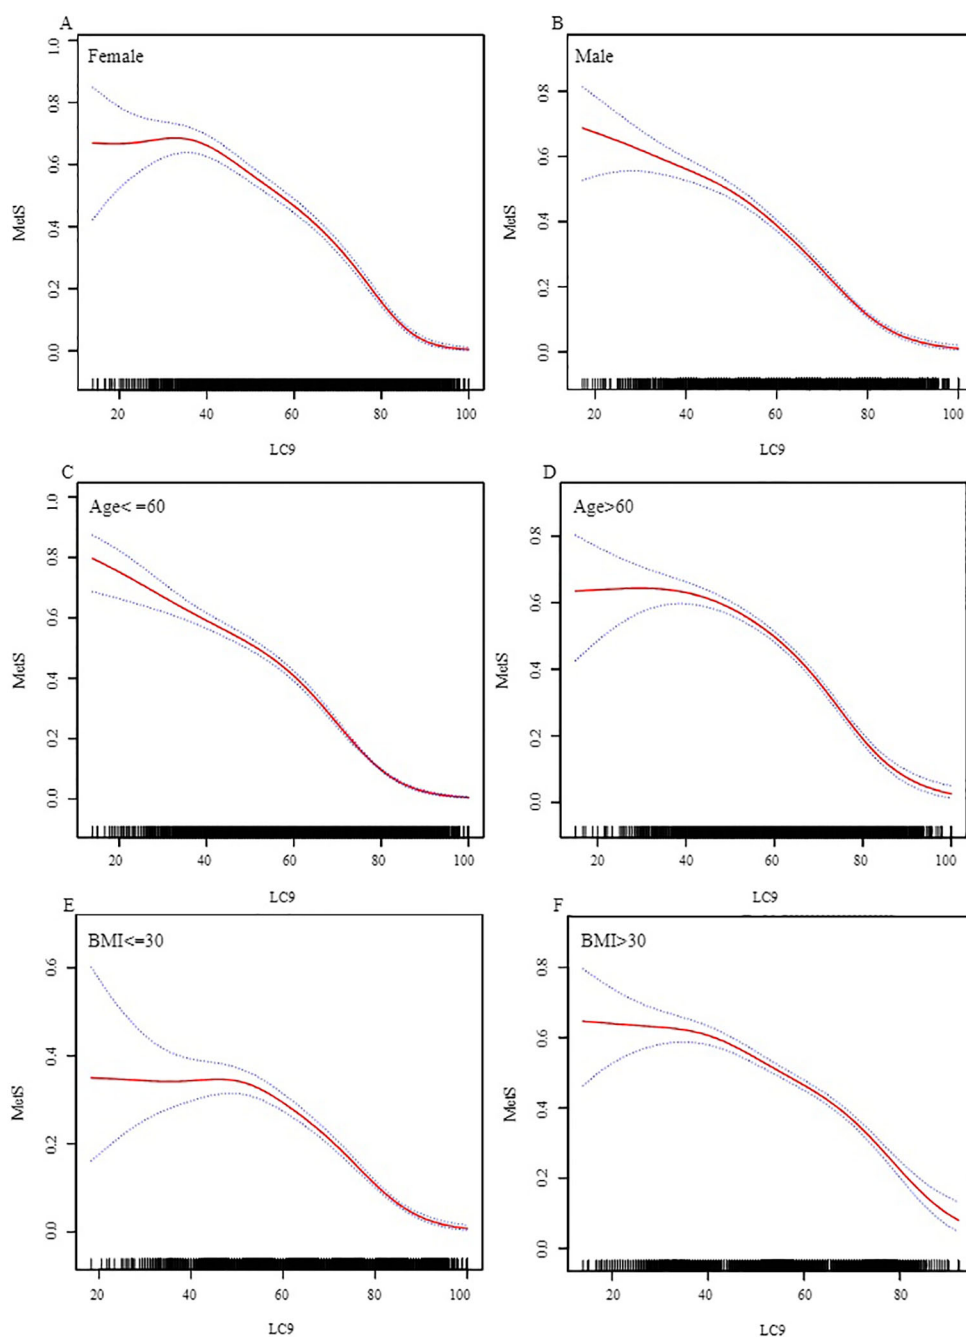 A
Female
MetS
0.0 0.2 0.4 0.6 0.8 1.0
20 40 60 80 100
LC9
B
Male
MetS
0.0 0.2 0.4 0.6 0.8
20 40 60 80 100
LC9
C
Age< =60
MetS
0.0 0.2 0.4 0.6 0.8 1.0
20 40 60 80 100
LC9
D
Age>60
MetS
0.0 0.2 0.4 0.6 0.8
20 40 60 80 100
LC9
E
BMI<=30
MetS
0.0 0.2 0.4 0.6
20 40 60 80 100
LC9
F
BMI>30
MetS
0.0 0.2 0.4 0.6 0.8
20 40 60 80
LC9